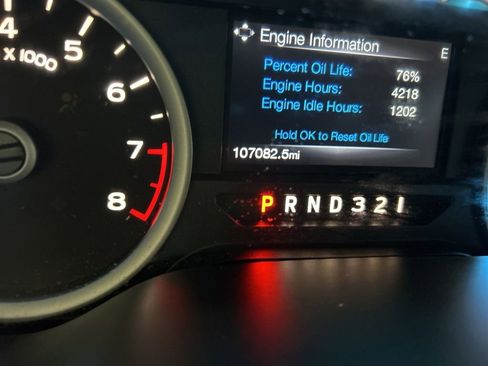 Engine Information
E
Percent Oil Life: 76%
Engine Hours: 4218
Engine Idle Hours: 1202
Hold OK to Reset Oil Life
107082.5mi
4
5
x 1000
6
7
8
P R N D 3 2 1